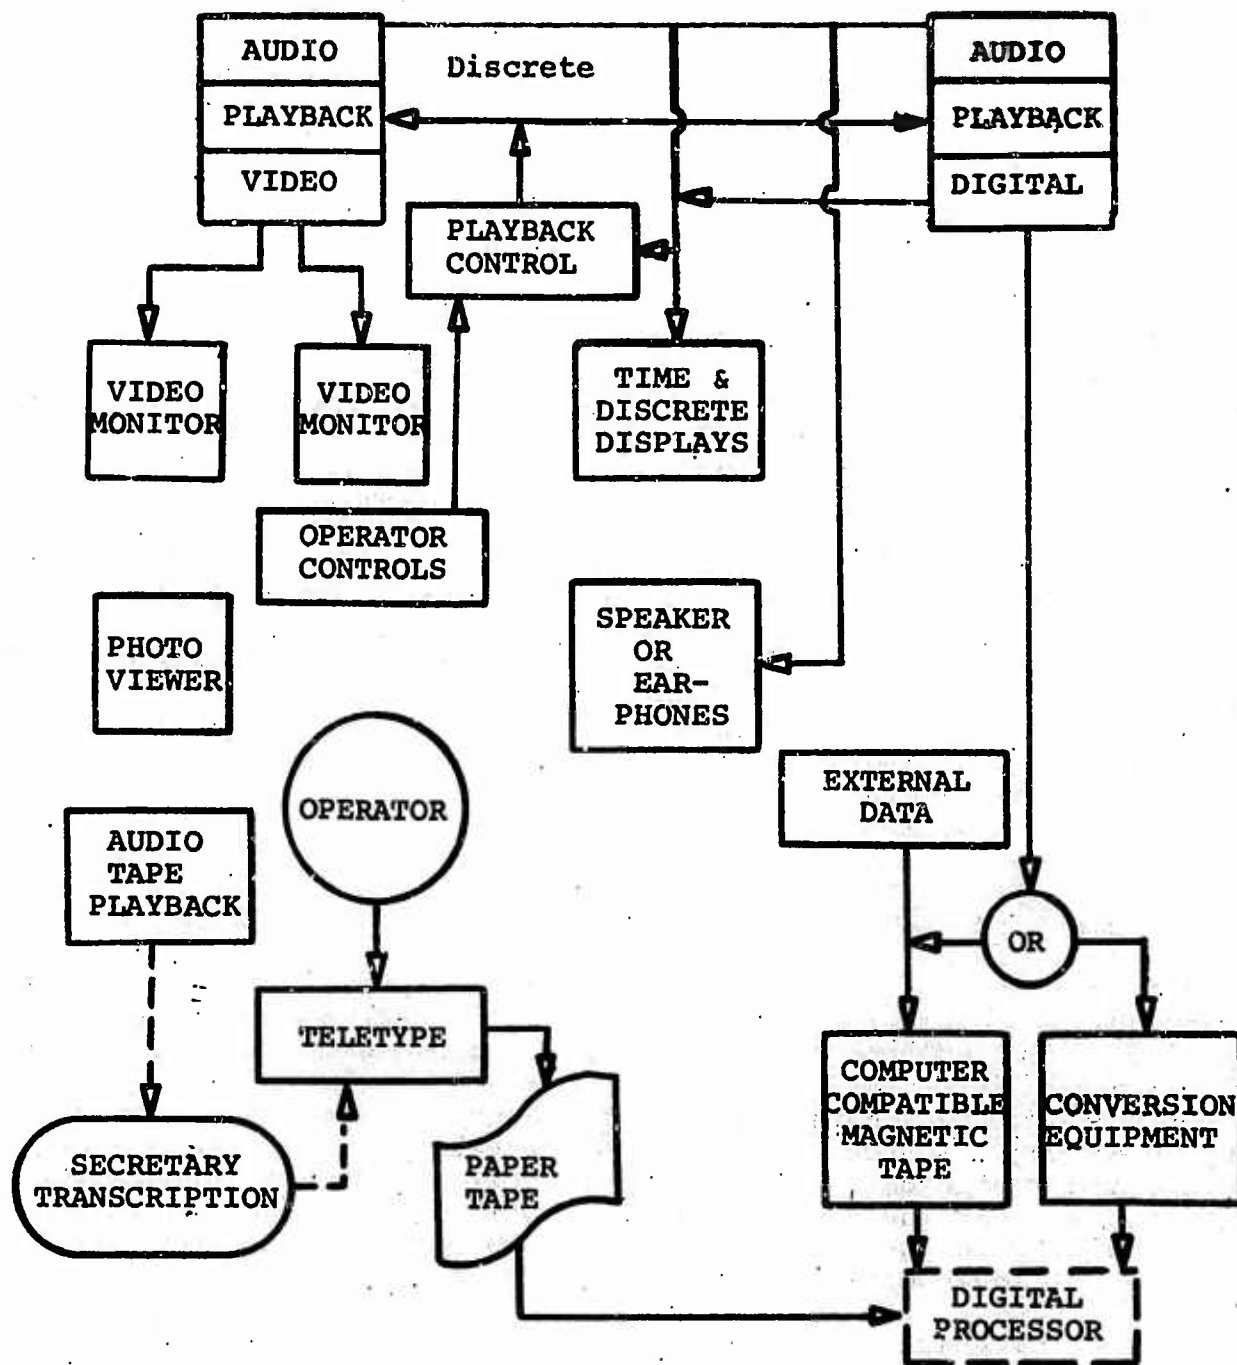 AUDIO
PLAYBACK
VIDEO
Discrete
AUDIO
PLAYBACK
DIGITAL
PLAYBACK
CONTROL
VIDEO
MONITOR
VIDEO
MONITOR
TIME &
DISCRETE
DISPLAYS
OPERATOR
CONTROLS
PHOTO
VIEWER
SPEAKER
OR
EAR-
PHONES
OPERATOR
EXTERNAL
DATA
AUDIO
TAPE
PLAYBACK
OR
TELETYPE
COMPUTER
COMPATIBLE
MAGNETIC
TAPE
CONVERSION
EQUIPMENT
SECRETARY
TRANSCRIPTION
PAPER
TAPE
DIGITAL
PROCESSOR